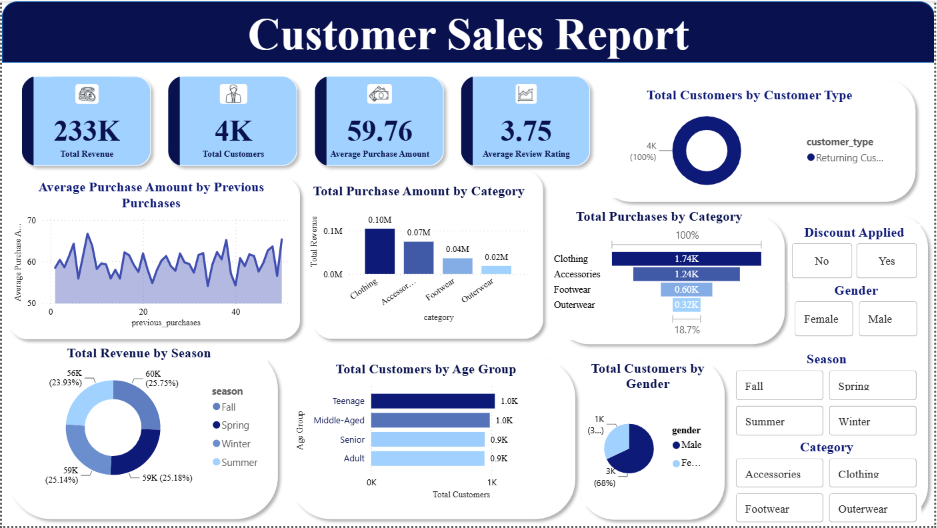 Customer Sales Report
233K
Total Revenue
4K
Total Customers
59.76
Average Purchase Amount
3.75
Average Review Rating
Total Customers by Customer Type
4K
(100%)
customer_type
Returning Cus...
Average Purchase Amount by Previous
Purchases
Average Purchase A...
70
60
50
0
20
40
previous_purchases
Total Purchase Amount by Category
Total Revenue
0.1M
0.0M
0.10M
0.07M
0.04M
0.02M
Clothing
Accessor...
Footwear
Outerwear
category
Total Purchases by Category
100%
Clothing
1.74K
Accessories
1.24K
Footwear
0.60K
Outerwear
0.32K
18.7%
Discount Applied
No
Yes
Gender
Female
Male
Total Revenue by Season
56K
(23.93%)
60K
(25.75%)
59K
(25.14%)
59K (25.18%)
season
Fall
Spring
Winter
Summer
Total Customers by Age Group
Age Group
Teenage
1.0K
Middle-Aged
1.0K
Senior
0.9K
Adult
0.9K
0K
1K
Total Customers
Total Customers by
Gender
1K
(3...)
3K
(68%)
gender
Male
Fe...
Season
Fall
Spring
Summer
Winter
Category
Accessories
Clothing
Footwear
Outerwear